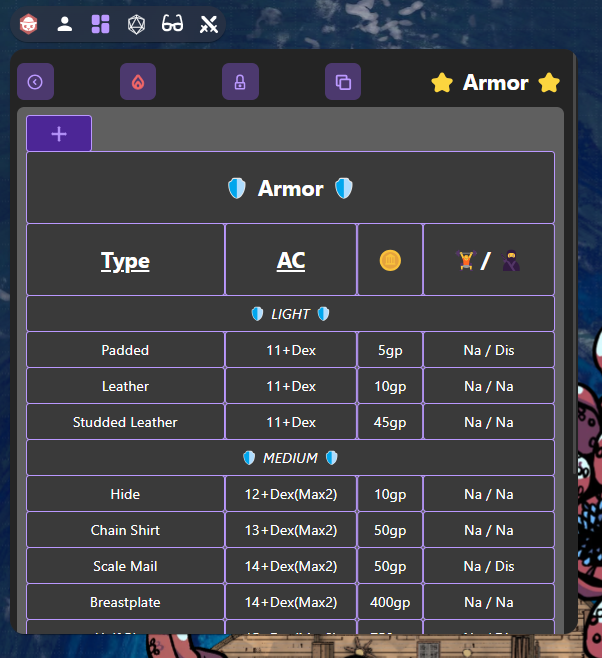 Armor
+
Armor
Type AC /
LIGHT
Padded 11+Dex 5gp Na / Dis
Leather 11+Dex 10gp Na / Na
Studded Leather 11+Dex 45gp Na / Na
MEDIUM
Hide 12+Dex(Max2) 10gp Na / Na
Chain Shirt 13+Dex(Max2) 50gp Na / Na
Scale Mail 14+Dex(Max2) 50gp Na / Dis
Breastplate 14+Dex(Max2) 400gp Na / Na